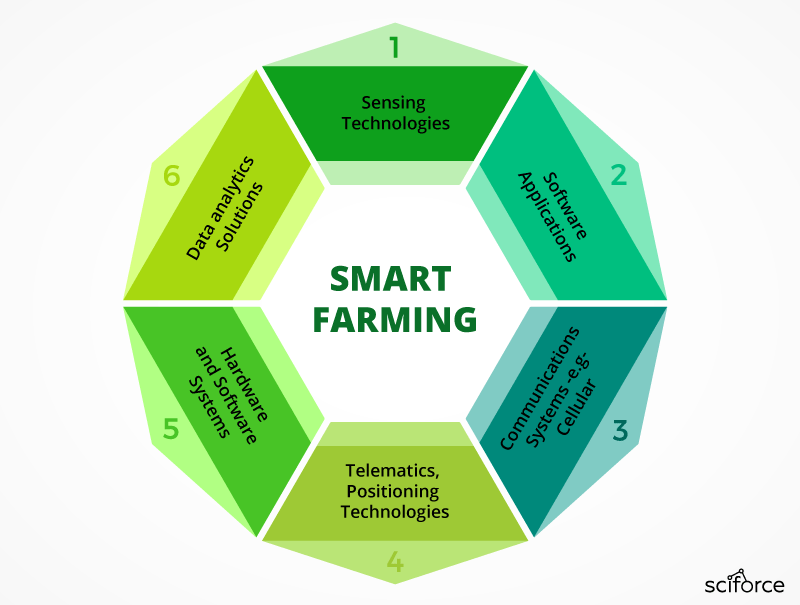 1
Sensing
Technologies
2
Software
Applications
3
Communications
Systems -e.g-
Cellular
4
Telematics,
Positioning
Technologies
5
Hardware
and Software
Systems
6
Data analytics
Solutions
SMART
FARMING
sciforce